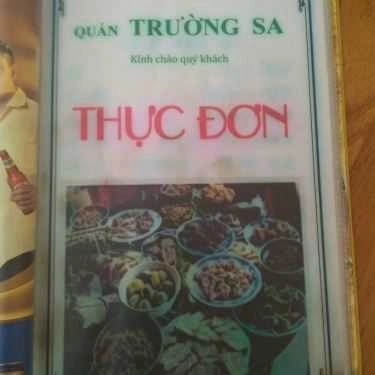 QUÁN TRƯỜNG SA
Kính chào quý khách
THỰC ĐƠN